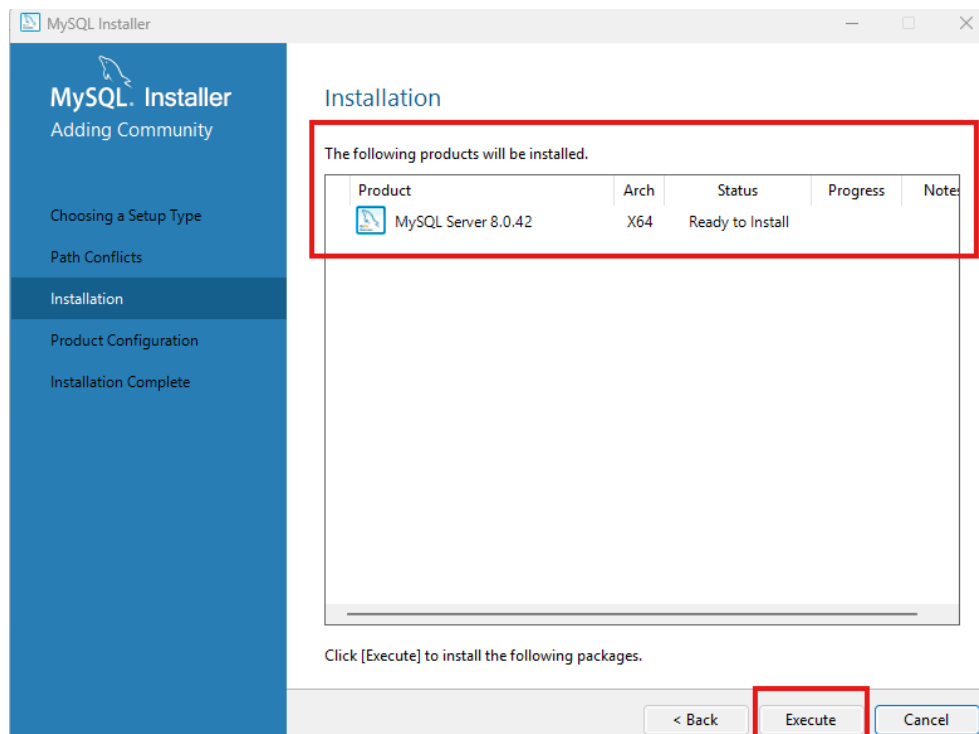 MySQL Installer
MySQL. Installer
Adding Community
Choosing a Setup Type
Path Conflicts
Installation
Product Configuration
Installation Complete
Installation
The following products will be installed.
Product Arch Status Progress Notes
MySQL Server 8.0.42 X64 Ready to Install
Click [Execute] to install the following packages.
< Back Execute Cancel